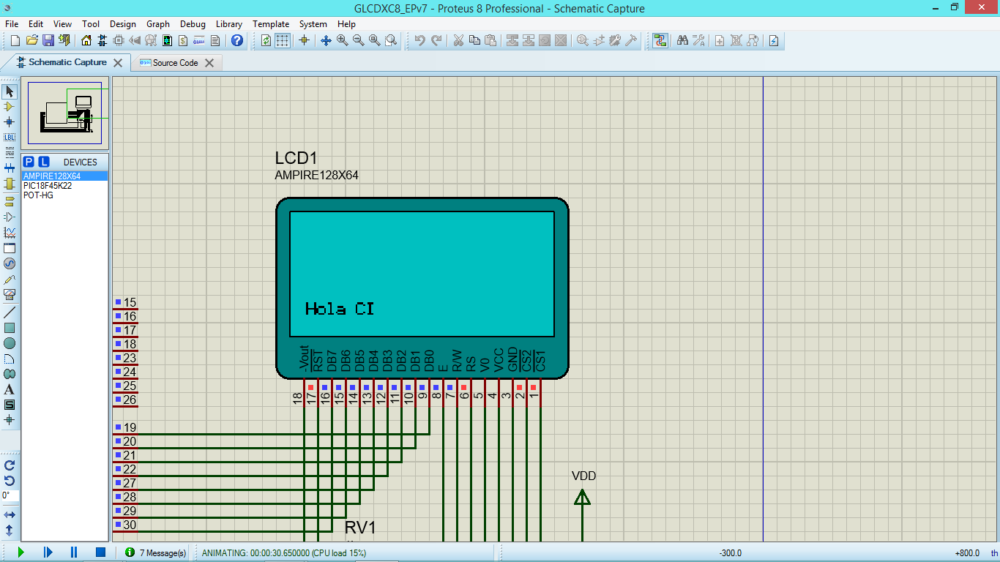 GLCDXC8_EPv7 - Proteus 8 Professional - Schematic Capture
File Edit View Tool Design Graph Debug Library Template System Help
Schematic Capture
Source Code
LBL
P L DEVICES
AMPIRE128X64
PIC18F45K22
POT-HG
A
S
0°
LCD1
AMPIRE128X64
Hola CI
-Vout RST DB7 DB6 DB5 DB4 DB3 DB2 DB1 DB0 E R/W RS V0 VCC GND CS2 CS1
18 17 16 15 14 13 12 11 10 9 8 7 6 5 4 3 2 1
15
16
17
18
23
24
25
26
19
20
21
22
27
28
29
30
RV1
VDD
7 Message(s)
ANIMATING: 00:00:30.650000 (CPU load 15%)
-300.0
+800.0 th